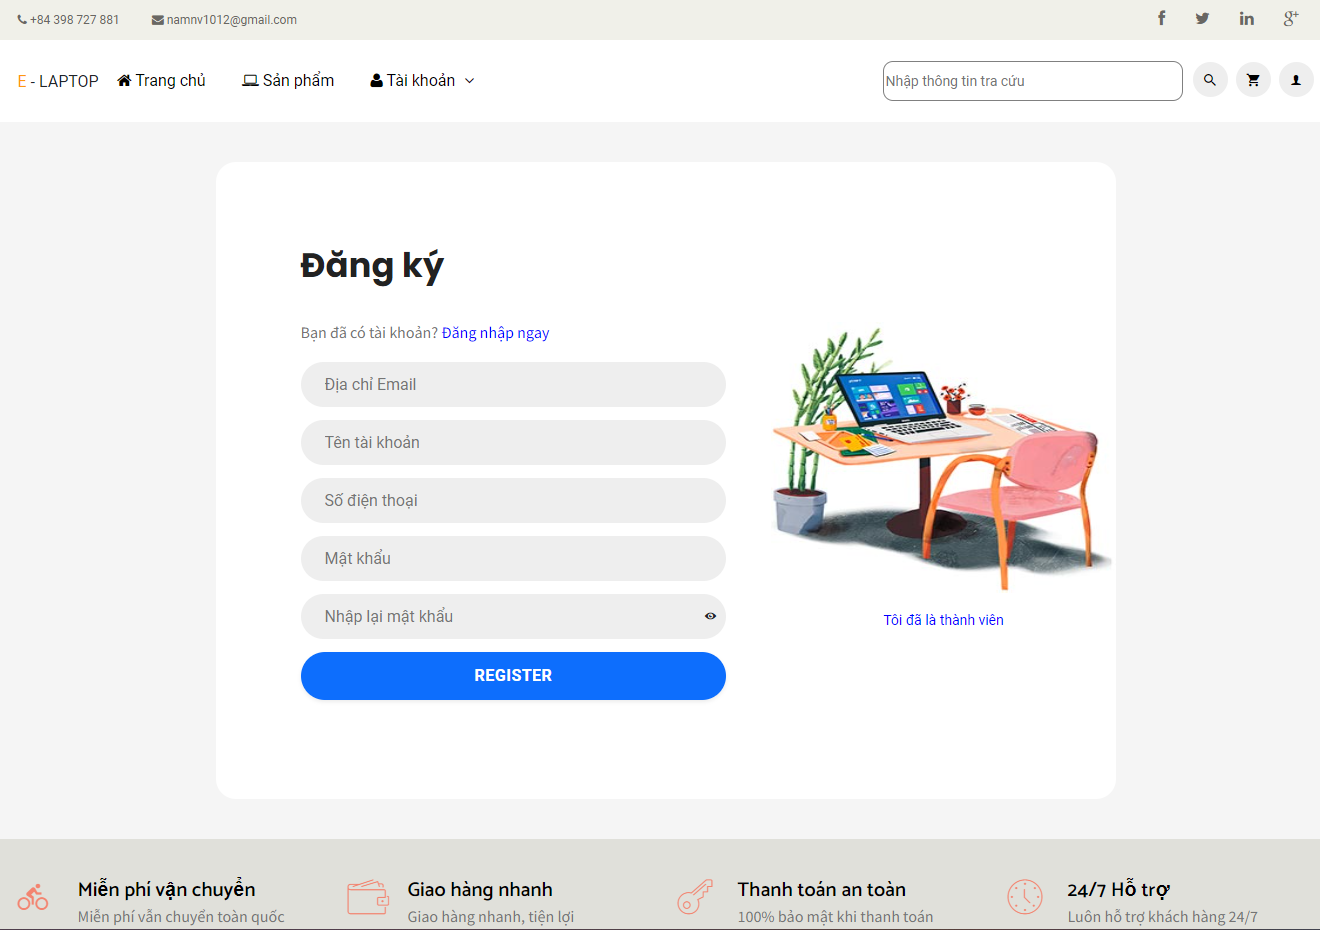 +84 398 727 881 namnv1012@gmail.com
E - LAPTOP Trang chủ Sản phẩm Tài khoản Nhập thông tin tra cứu
Đăng ký
Bạn đã có tài khoản? Đăng nhập ngay
Địa chỉ Email
Tên tài khoản
Số điện thoại
Mật khẩu
Nhập lại mật khẩu
REGISTER
Tôi đã là thành viên
Miễn phí vận chuyển
Miễn phí vẫn chuyển toàn quốc
Giao hàng nhanh
Giao hàng nhanh, tiện lợi
Thanh toán an toàn
100% bảo mật khi thanh toán
24/7 Hỗ trợ
Luôn hỗ trợ khách hàng 24/7